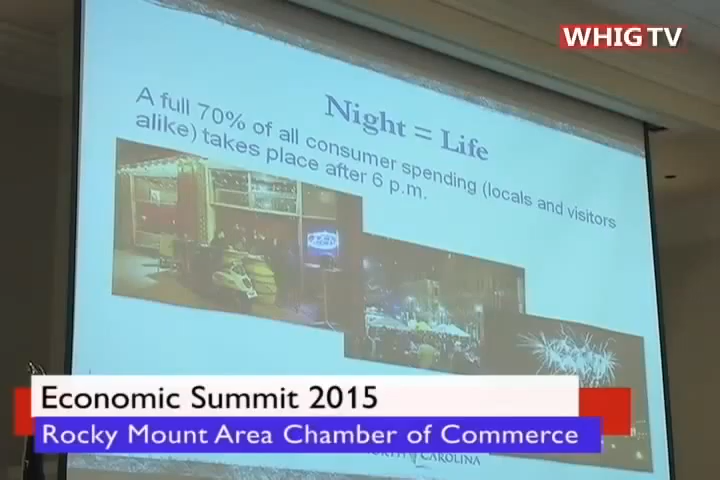 WHIG TV
Night = Life
A full 70% of all consumer spending (locals and visitors
alike) takes place after 6 p.m.
Economic Summit 2015
Rocky Mount Area Chamber of Commerce
CAROLINA